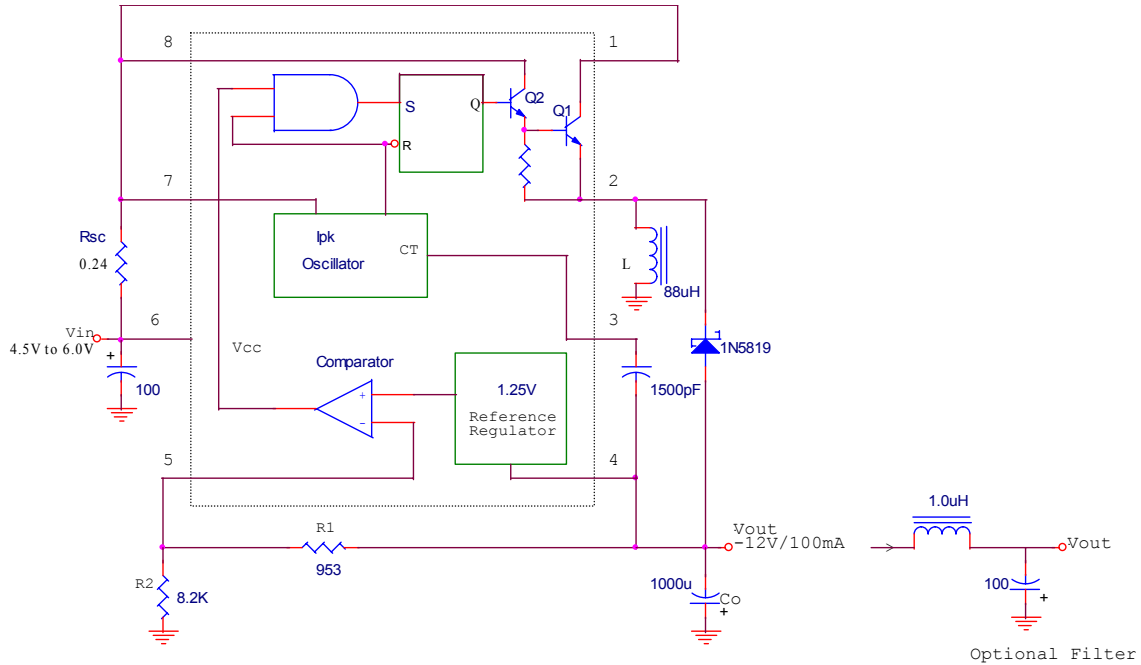 8
1
S
Q
Q2
Q1
R
7
2
Rsc
0.24
Ipk
Oscillator
CT
L
88uH
Vin
4.5V to 6.0V
6
3
+
100
Vcc
Comparator
1.25V
Reference
Regulator
1
1N5819
1500pF
+
-
5
4
R1
953
R2
8.2K
Vout
-12V/100mA
1.0uH
Vout
1000u
Co
+
100
+
Optional Filter